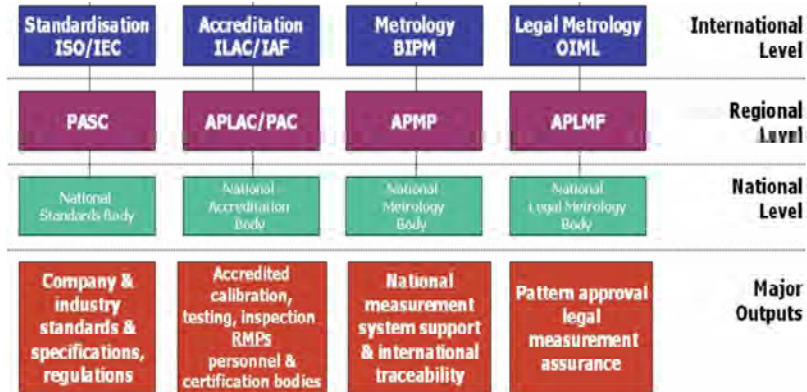 Standardisation
ISO/IEC
Accreditation
ILAC/IAF
Metrology
BIPM
Legal Metrology
OIML
International
Level
PASC
APLAC/PAC
APMP
APLMF
Regional
Level
National
Standards Body
National
Accreditation
Body
National
Metrology
Body
National
Legal Metrology
Body
National
Level
Company &
industry
standards &
specifications,
regulations
Accredited
calibration,
testing, inspection
RMPs
personnel &
certification bodies
National
measurement
system support
& international
traceability
Pattern approval
legal
measurement
assurance
Major
Outputs